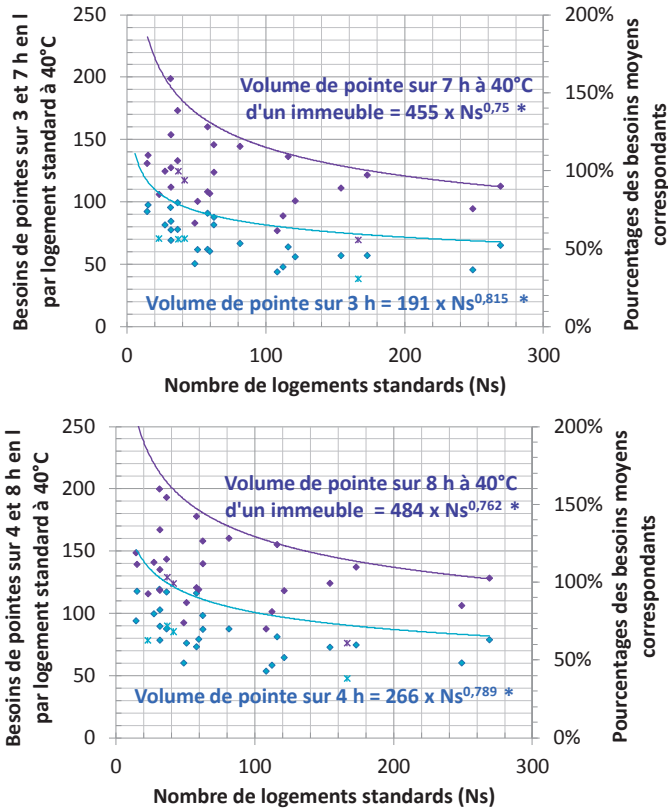 Besoins de pointes sur 3 et 7 h en l
par logement standard à 40°C
250
200
150
100
50
0
Volume de pointe sur 7 h à 40°C
d'un immeuble = 455 x Ns^0,75 *
Volume de pointe sur 3 h = 191 x Ns^0,815 *
200%
150%
100%
50%
0%
Pourcentages des besoins moyens
correspondants
0 100 200 300
Nombre de logements standards (Ns)
Besoins de pointes sur 4 et 8 h en l
par logement standard à 40°C
250
200
150
100
50
0
Volume de pointe sur 8 h à 40°C
d'un immeuble = 484 x Ns^0,762 *
Volume de pointe sur 4 h = 266 x Ns^0,789 *
200%
150%
100%
50%
0%
Pourcentages des besoins moyens
correspondants
0 100 200 300
Nombre de logements standards (Ns)